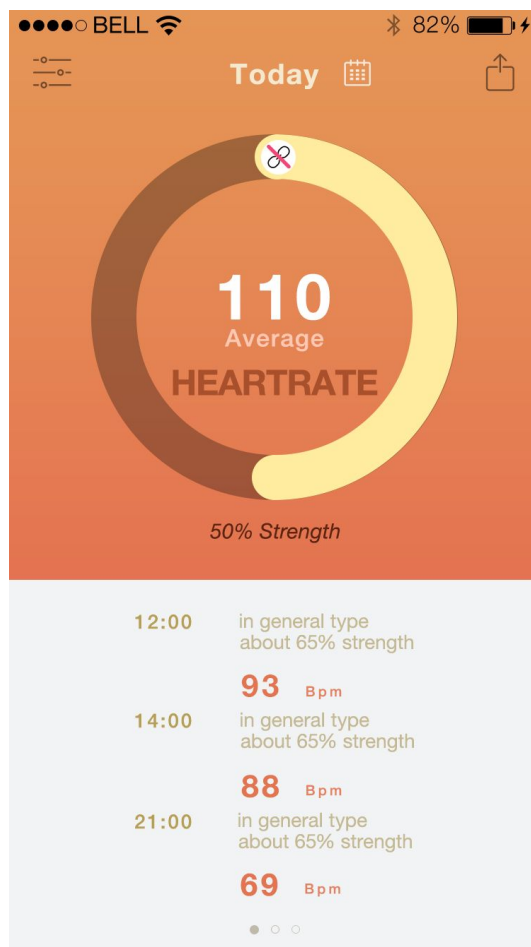 BELL 82%
Today
110
Average
HEARTRATE
50% Strength
12:00 in general type
about 65% strength
93 Bpm
14:00 in general type
about 65% strength
88 Bpm
21:00 in general type
about 65% strength
69 Bpm